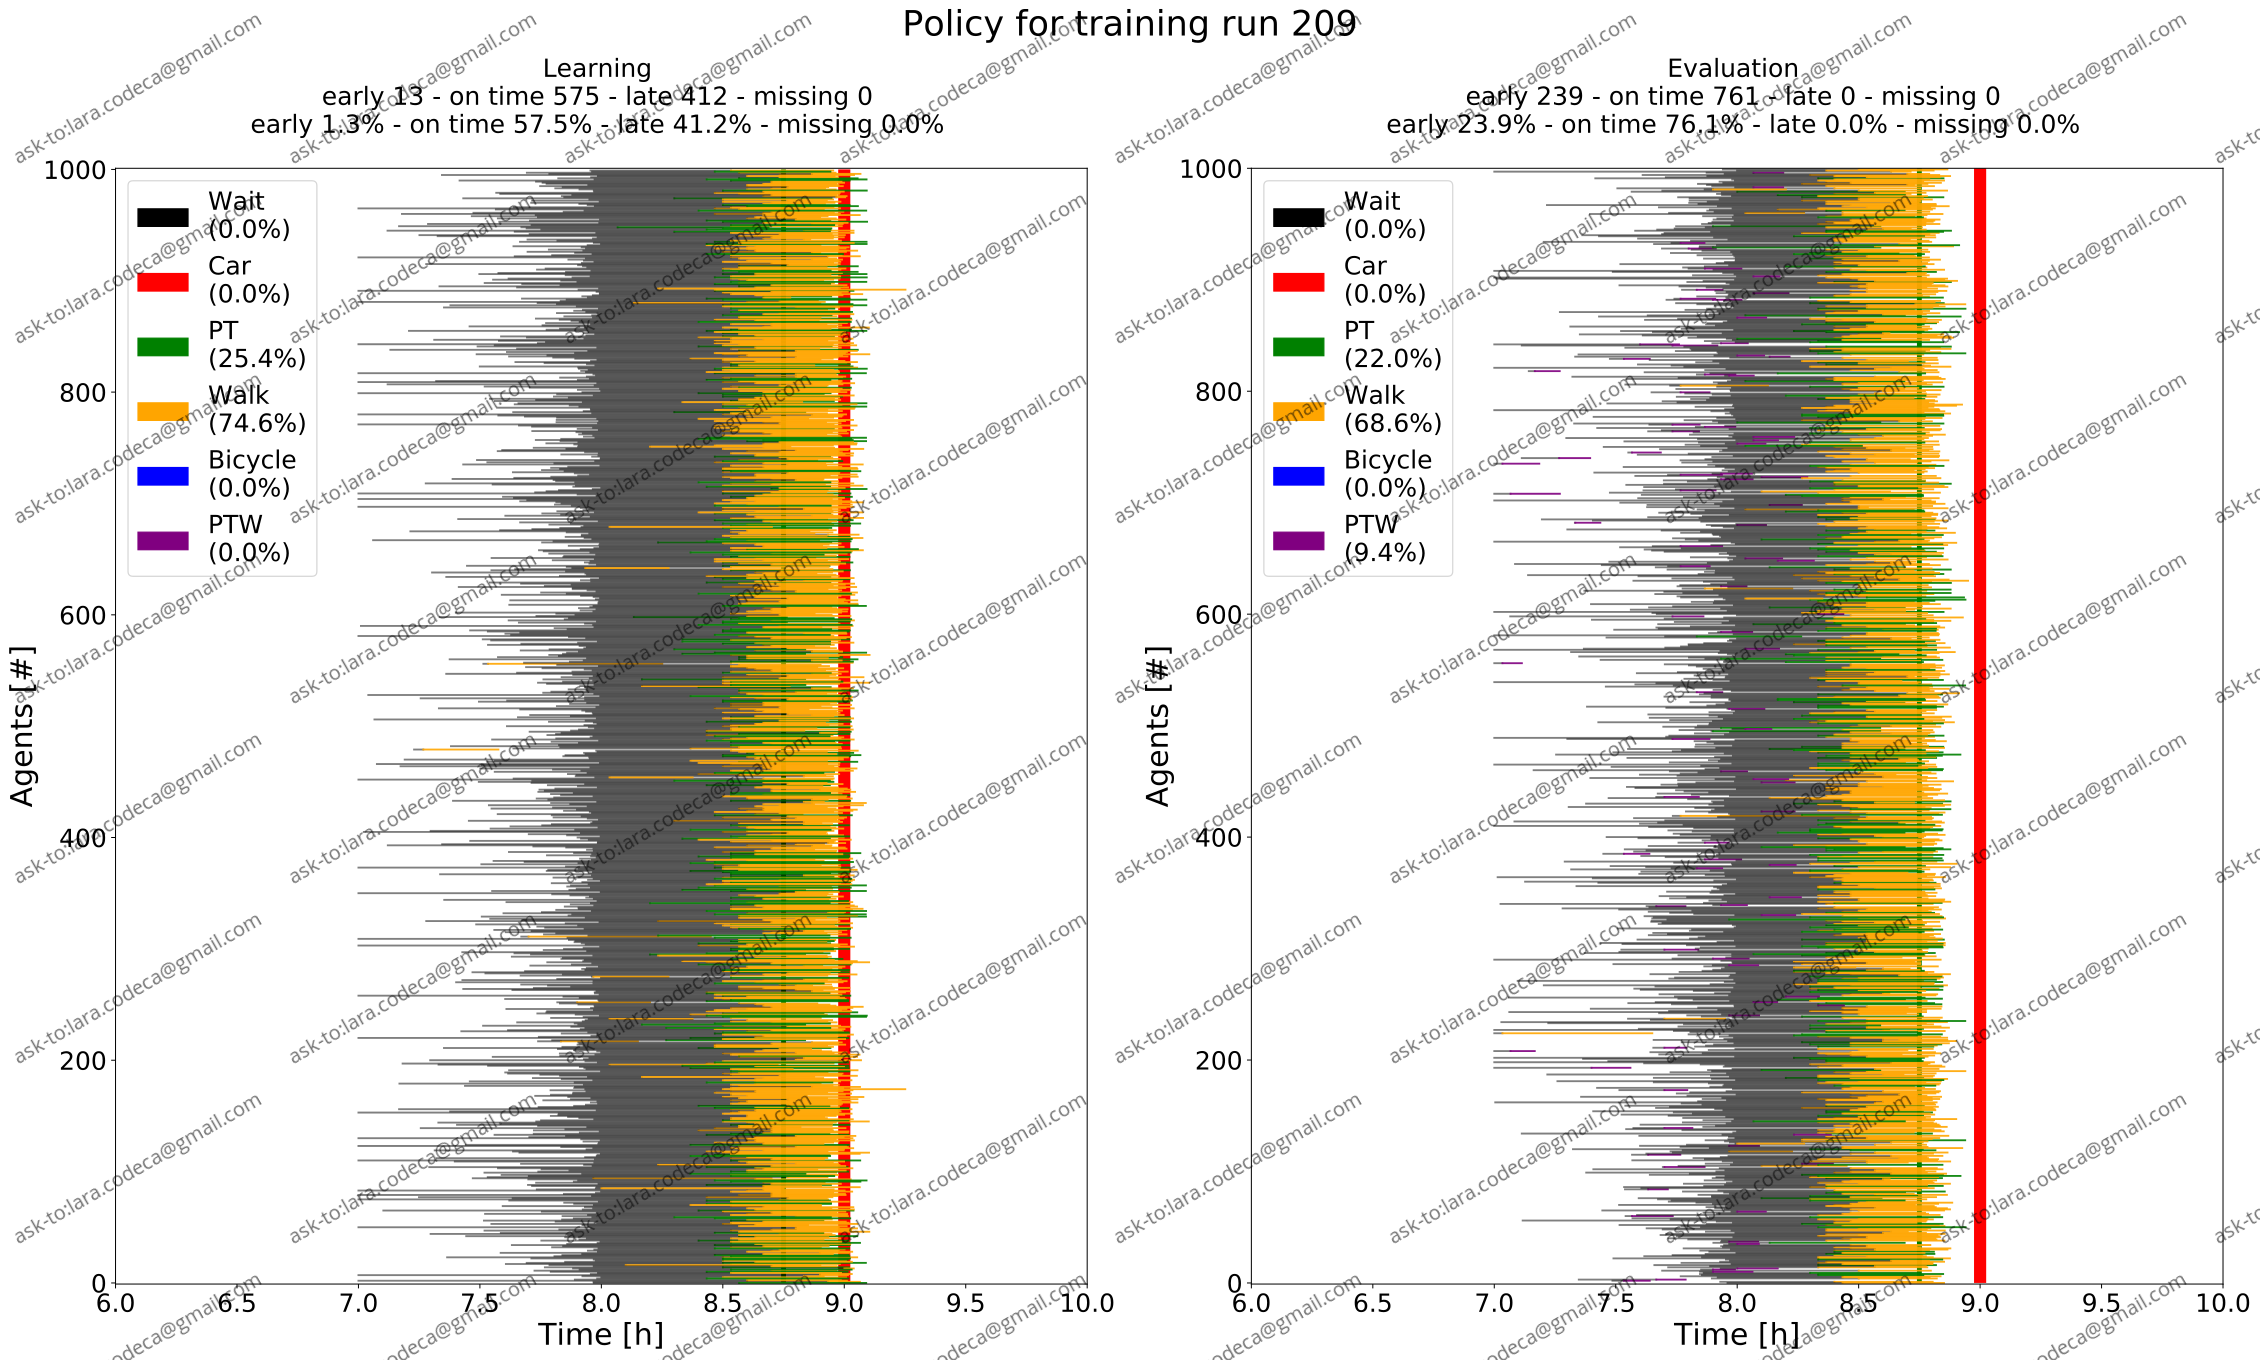 Policy for training run 209
Learning
early 13 - on time 575 - late 412 - missing 0
early 1.3% - on time 57.5% - late 41.2% - missing 0.0%
1000
800
600
400
200
0
Agents [#]
Wait
(0.0%)
Car
(0.0%)
PT
(25.4%)
Walk
(74.6%)
Bicycle
(0.0%)
PTW
(0.0%)
6.0 6.5 7.0 7.5 8.0 8.5 9.0 9.5 10.0
Time [h]
Evaluation
early 239 - on time 761 - late 0 - missing 0
early 23.9% - on time 76.1% - late 0.0% - missing 0.0%
1000
800
600
400
200
0
Agents [#]
Wait
(0.0%)
Car
(0.0%)
PT
(22.0%)
Walk
(68.6%)
Bicycle
(0.0%)
PTW
(9.4%)
6.0 6.5 7.0 7.5 8.0 8.5 9.0 9.5 10.0
Time [h]
ask-to:lara.codeca@gmail.com